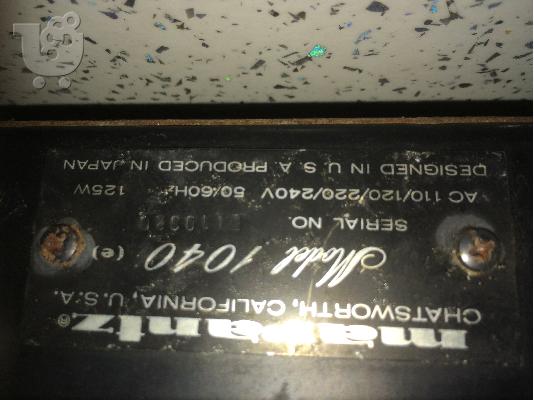 marantz®
CHATSWORTH, CALIFORNIA, U.S.A.
Model 1040 (e)
SERIAL NO.
AC 110/120/220/240V 50/60Hz 125W
DESIGNED IN U.S.A. PRODUCED IN JAPAN